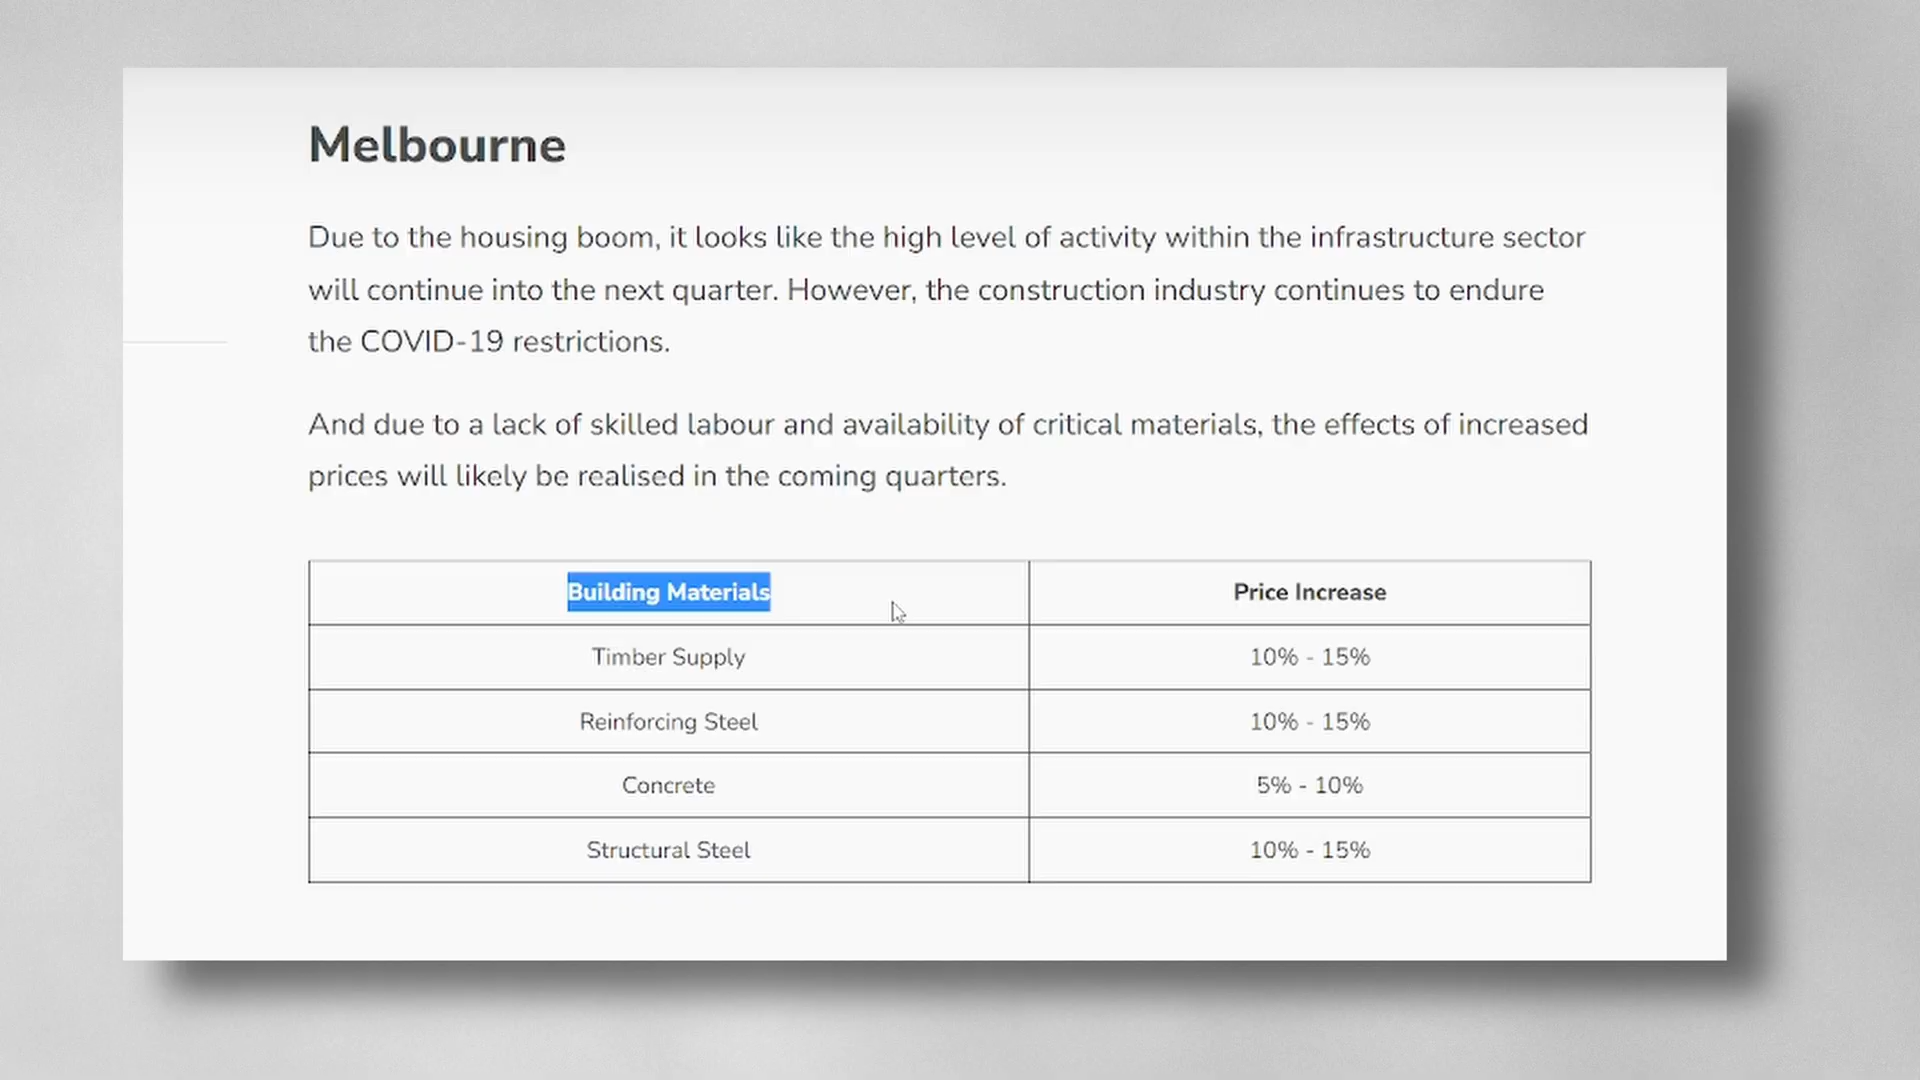 Melbourne
Due to the housing boom, it looks like the high level of activity within the infrastructure sector
will continue into the next quarter. However, the construction industry continues to endure
the COVID-19 restrictions.
And due to a lack of skilled labour and availability of critical materials, the effects of increased
prices will likely be realised in the coming quarters.
Building Materials Price Increase
Timber Supply 10% - 15%
Reinforcing Steel 10% - 15%
Concrete 5% - 10%
Structural Steel 10% - 15%